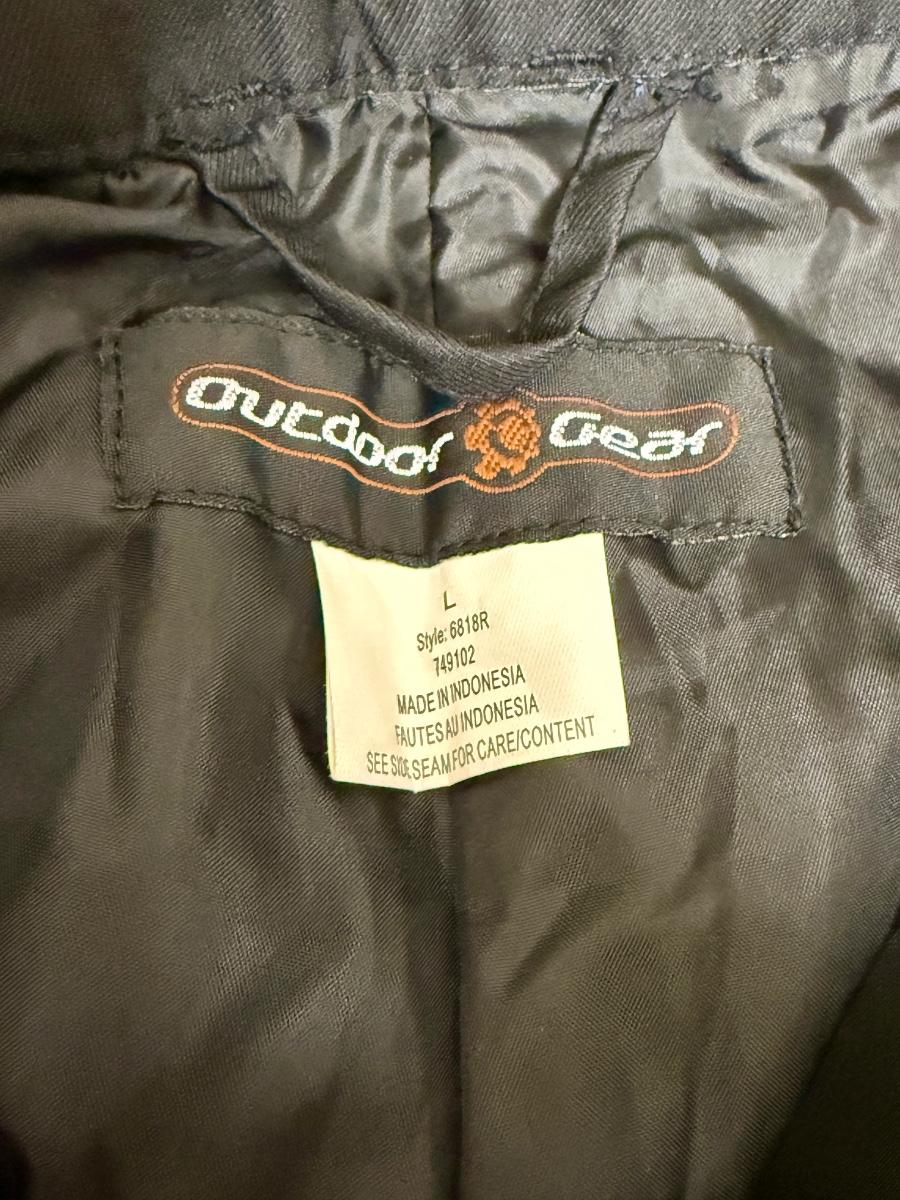 Outdoor Gear
L
Style: 6818R
749102
MADE IN INDONESIA
FAUTES AU INDONESIA
SEE SIDE SEAM FOR CARE/CONTENT